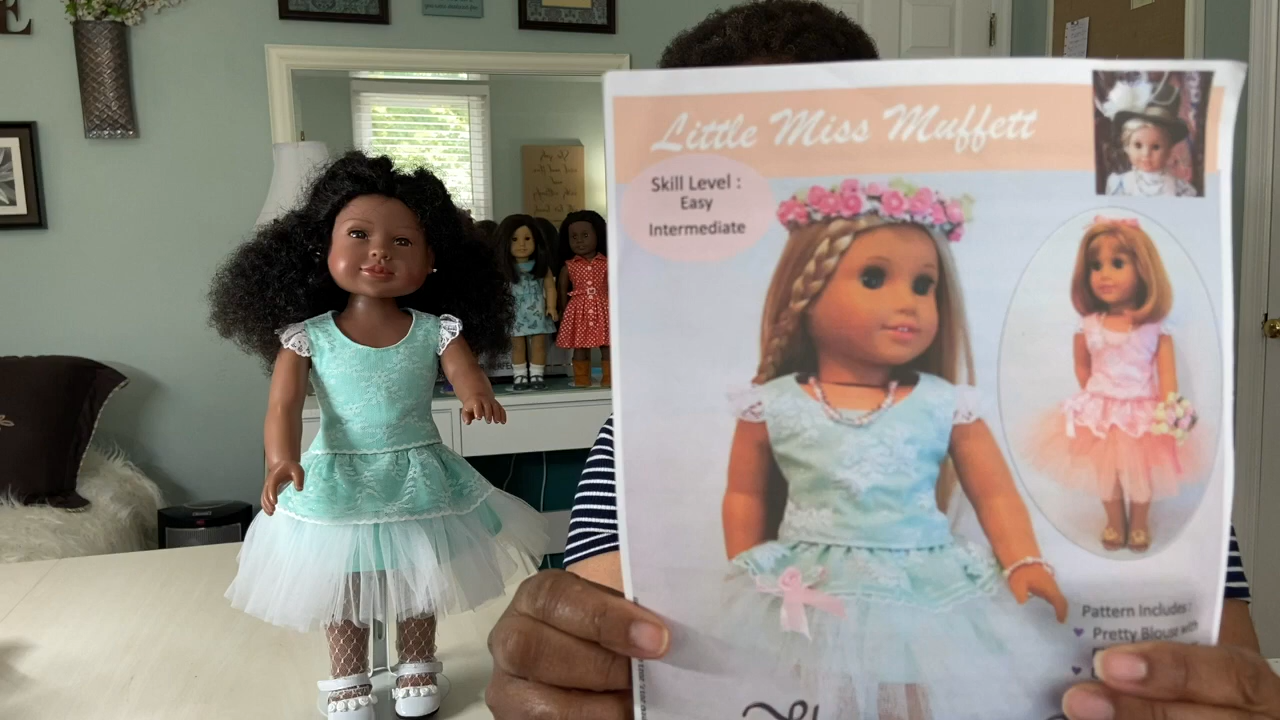 Little Miss Muffett
Skill Level :
Easy
Intermediate
Pattern Includes :
Pretty Blouse with